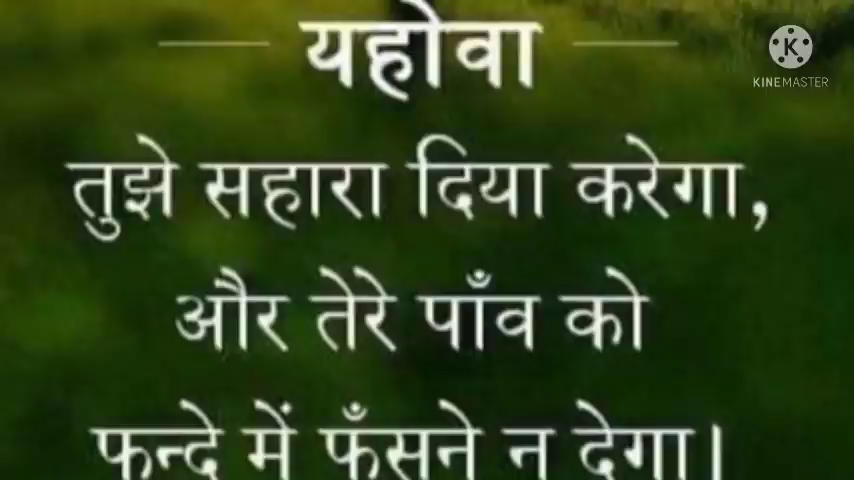 यहोवा
KINEMASTER
तुझे सहारा दिया करेगा,
और तेरे पाँव को
फन्दे में फँसने न देगा।